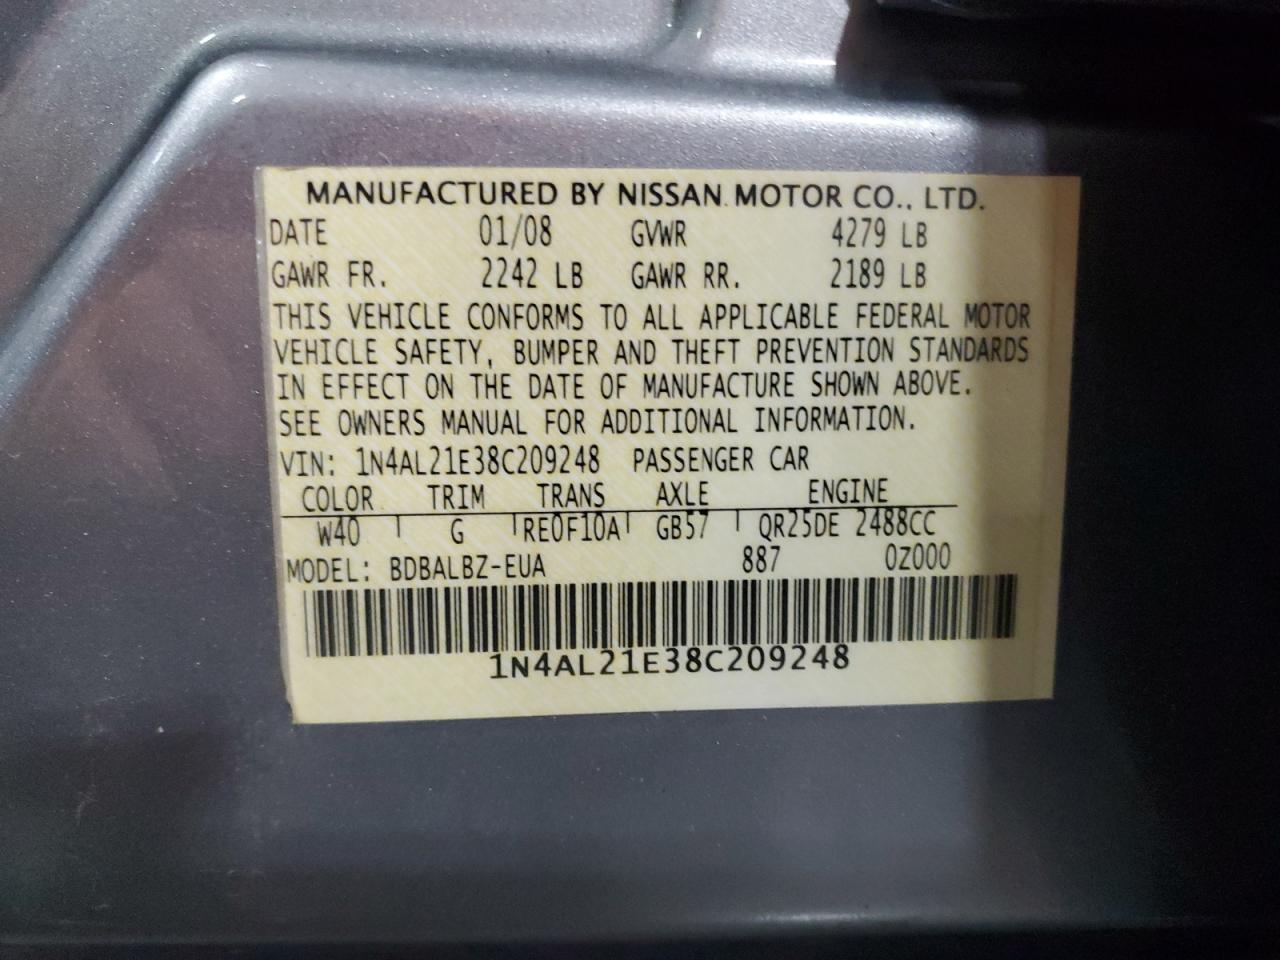 MANUFACTURED BY NISSAN MOTOR CO., LTD.
DATE 01/08 GVWR 4279 LB
GAWR FR. 2242 LB GAWR RR. 2189 LB
THIS VEHICLE CONFORMS TO ALL APPLICABLE FEDERAL MOTOR
VEHICLE SAFETY, BUMPER AND THEFT PREVENTION STANDARDS
IN EFFECT ON THE DATE OF MANUFACTURE SHOWN ABOVE.
SEE OWNERS MANUAL FOR ADDITIONAL INFORMATION.
VIN: 1N4AL21E38C209248 PASSENGER CAR
COLOR TRIM TRANS AXLE ENGINE
W40 G RE0F10A GB57 QR25DE 2488CC
MODEL: BDBALBZ-EUA 887 0Z000
1N4AL21E38C209248